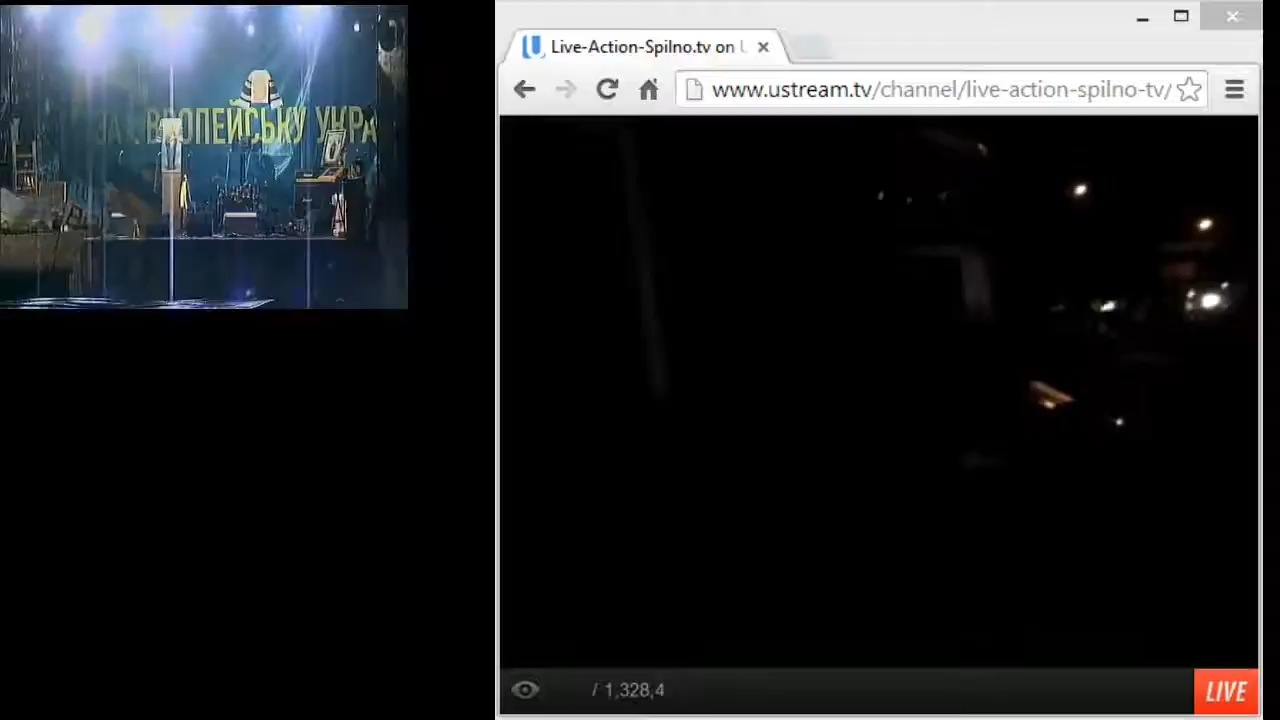 ЄВРОПЕЙСЬКУ УКРА
Live-Action-Spilno.tv on
www.ustream.tv/channel/live-action-spilno-tv/
/ 1,328,4
LIVE